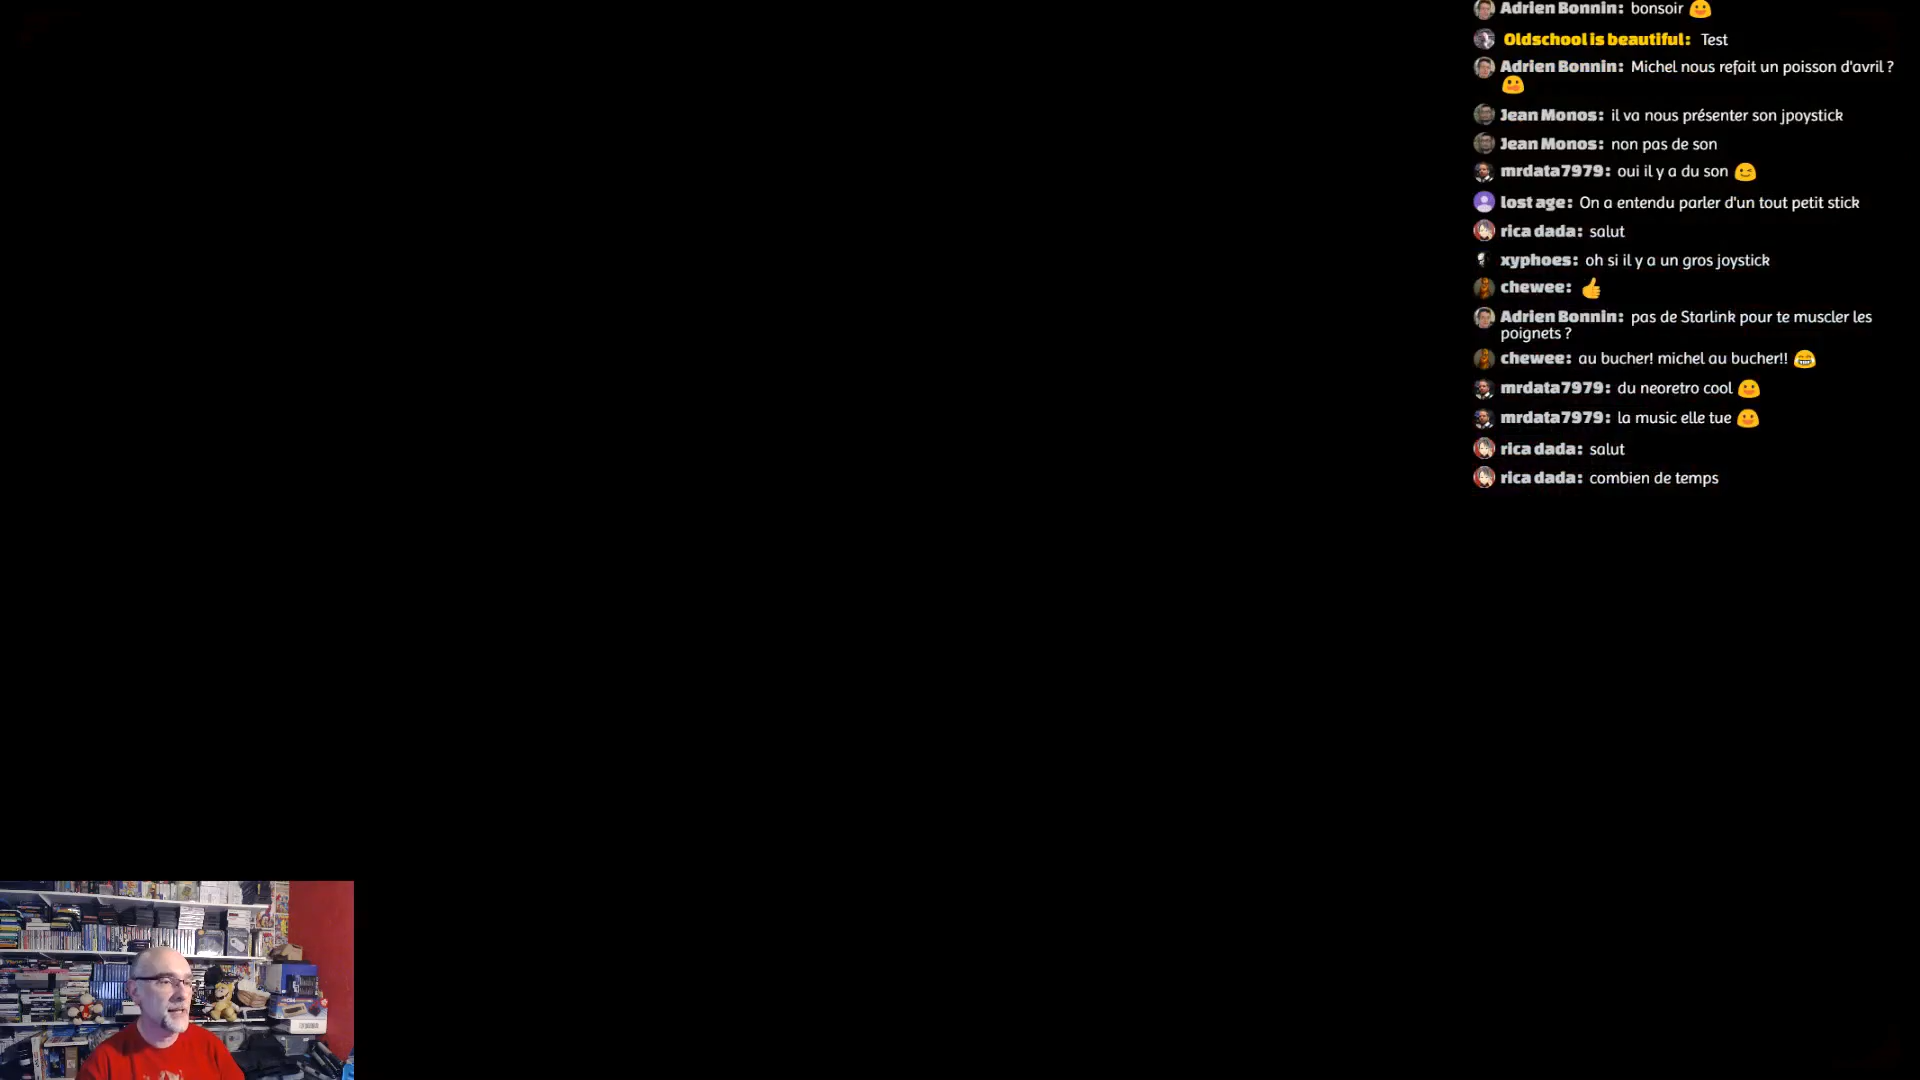 Adrien Bonnin: bonsoir
Oldschool is beautiful: Test
Adrien Bonnin: Michel nous refait un poisson d'avril ?
Jean Monos: il va nous présenter son jpoystick
Jean Monos: non pas de son
mrdata7979: oui il y a du son
lost age: On a entendu parler d'un tout petit stick
rica dada: salut
xyphoes: oh si il y a un gros joystick
chewee:
Adrien Bonnin: pas de Starlink pour te muscler les
poignets ?
chewee: au bucher! michel au bucher!!
mrdata7979: du neoretro cool
mrdata7979: la music elle tue
rica dada: salut
rica dada: combien de temps